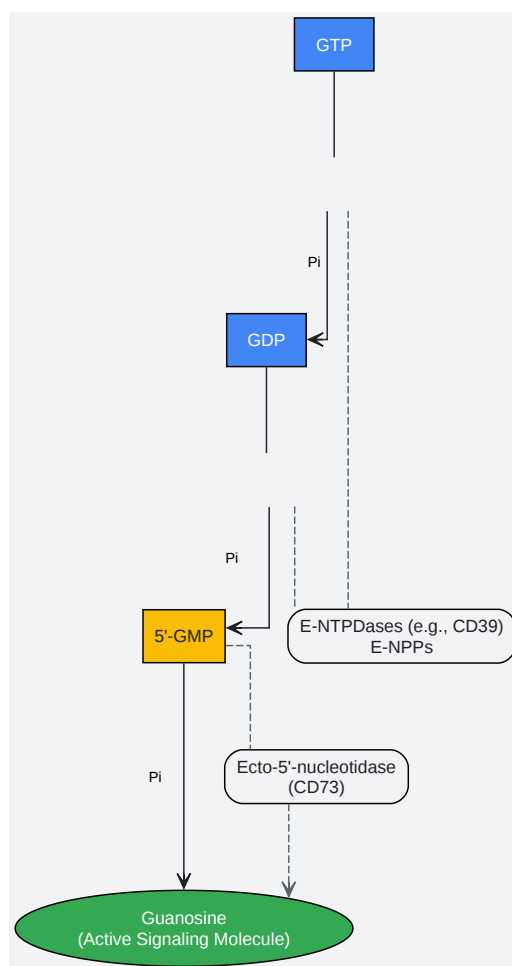 GTP
Pi
GDP
Pi
5'-GMP
E-NTPDases (e.g., CD39)
E-NPPs
Pi
Ecto-5'-nucleotidase
(CD73)
Guanosine
(Active Signaling Molecule)